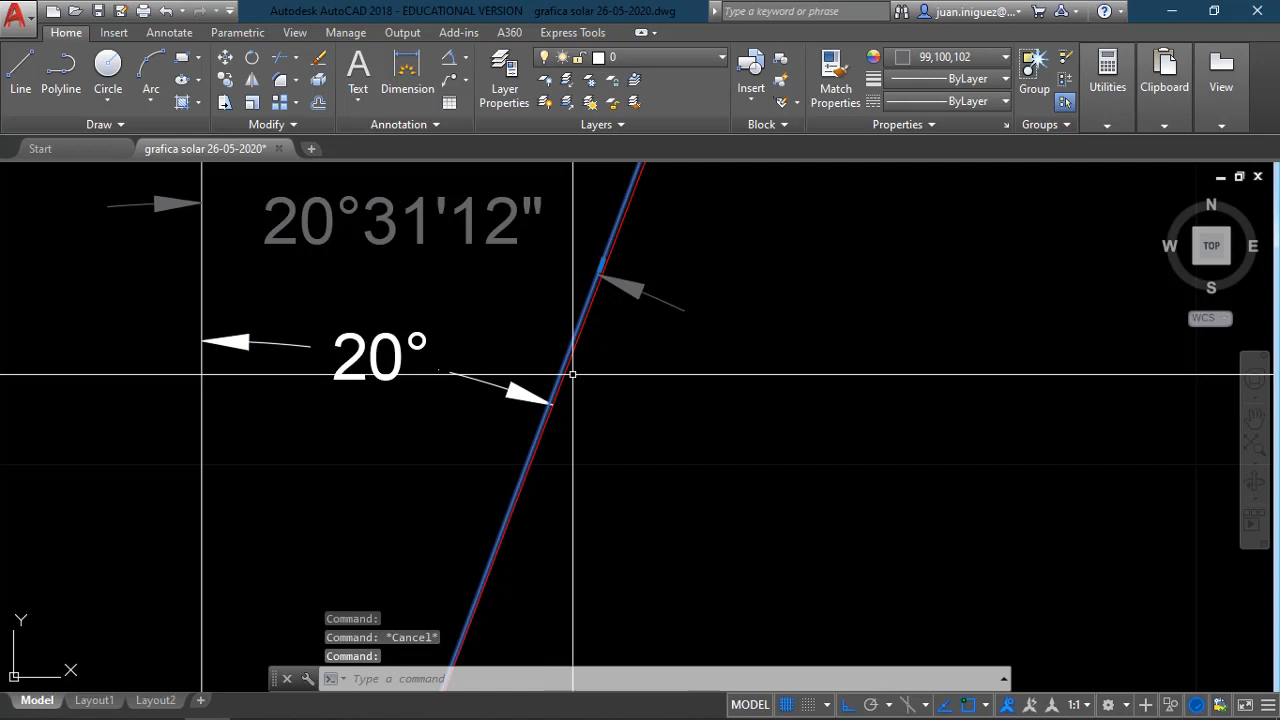 Autodesk AutoCAD 2018 - EDUCATIONAL VERSION grafica solar 26-05-2020.dwg
Type a keyword or phrase
juan.iniguez@...
Home Insert Annotate Parametric View Manage Output Add-ins A360 Express Tools
Line Polyline Circle Arc
Draw
Modify
Text Dimension
Annotation
Layer Properties
0
Layers
Insert
Block
Match Properties
99,100,102
ByLayer
ByLayer
Properties
Group
Groups
Utilities
Clipboard
View
Start
grafica solar 26-05-2020*
20°31'12"
20°
N
W TOP E
S
WCS
Y
X
Command:
Command: *Cancel*
Command:
Type a command
Model Layout1 Layout2
MODEL
1:1